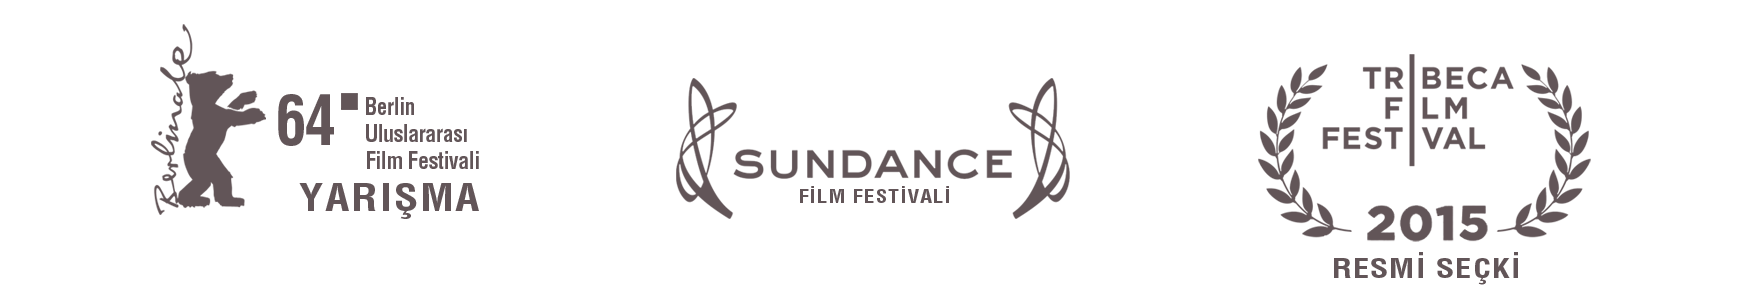 Berlinale
64
Berlin
Uluslararası
Film Festivali
YARIŞMA
SUNDANCE
FİLM FESTİVALİ
TRIBECA
FILM
FESTIVAL
2015
RESMİ SEÇKİ